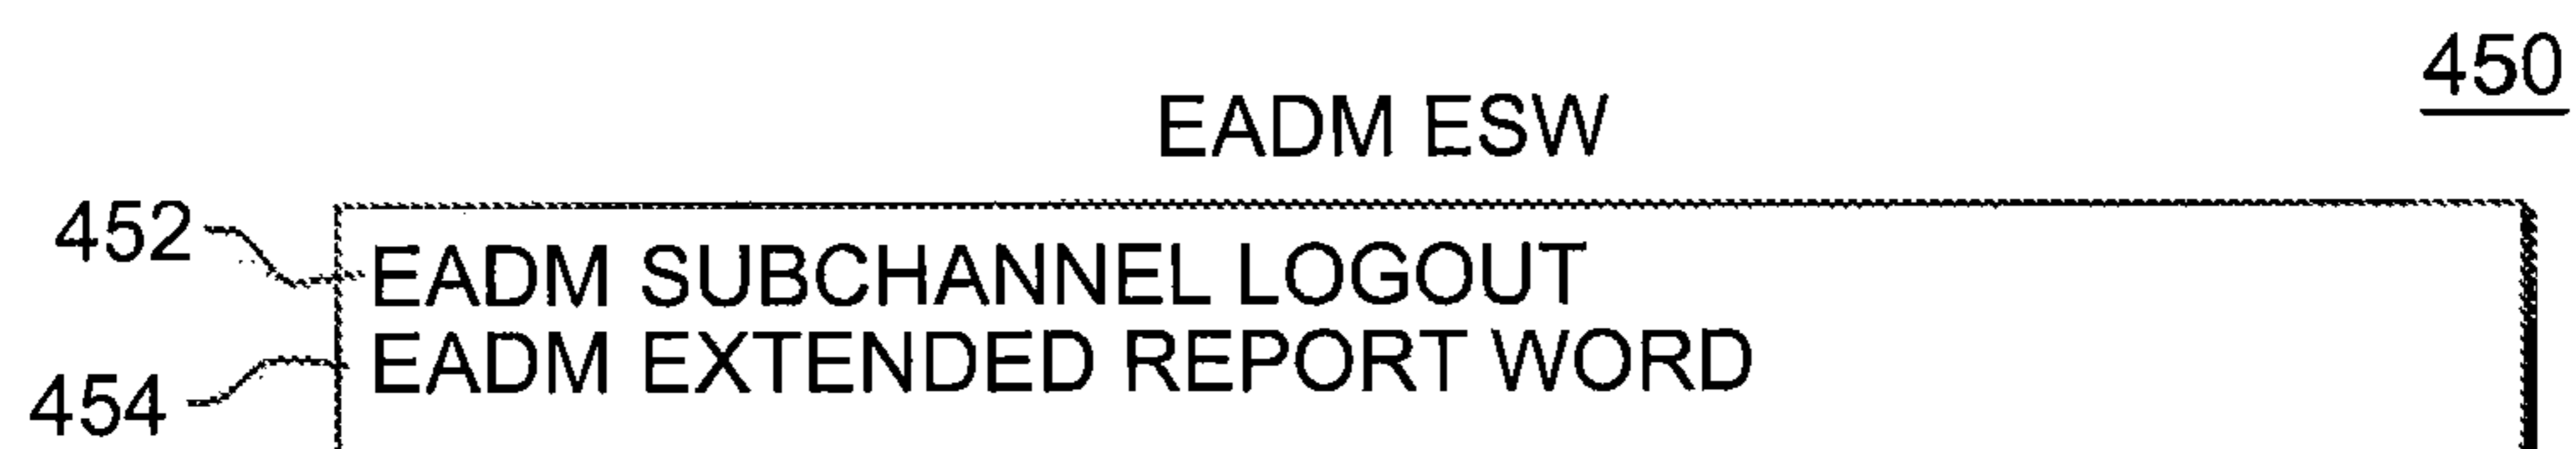 450
EADM ESW
452
EADM SUBCHANNEL LOGOUT
454
EADM EXTENDED REPORT WORD